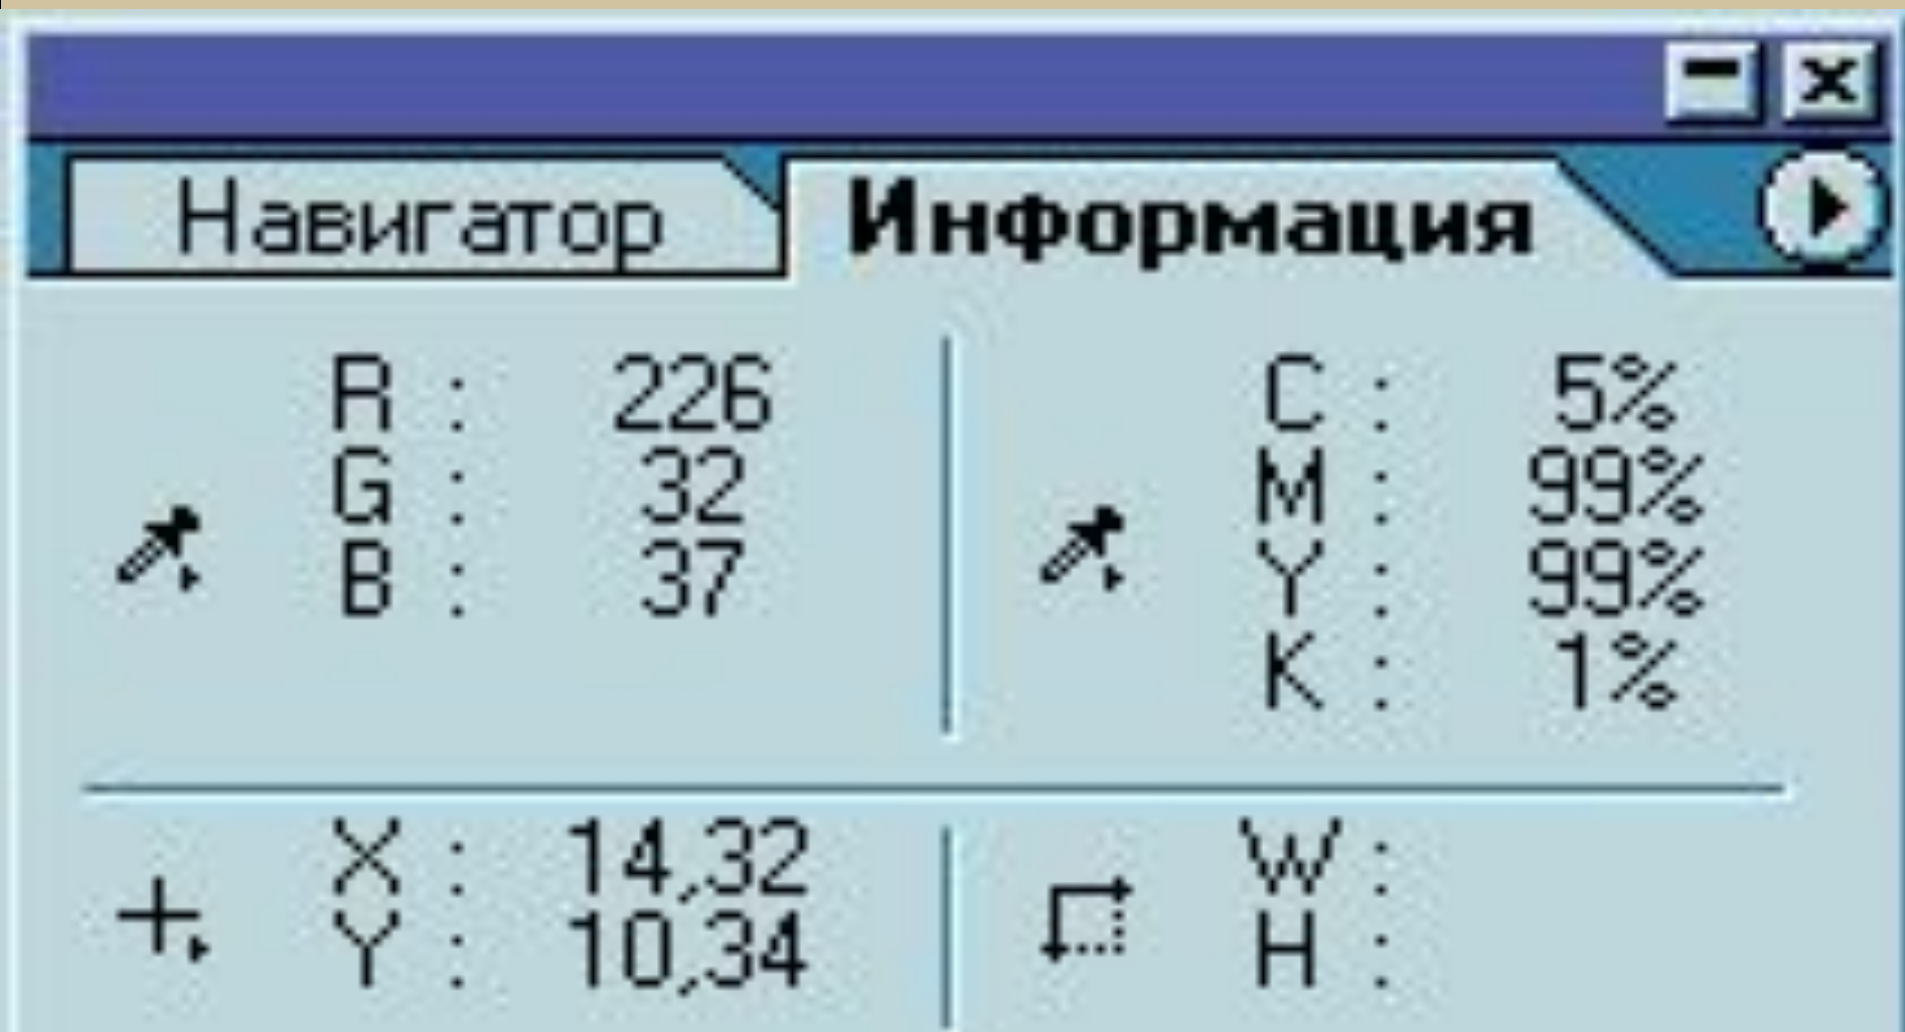 Навигатор Информация
R : 226 C : 5%
G : 32 M : 99%
B : 37 Y : 99%
K : 1%
X : 14,32 W :
Y : 10,34 H :